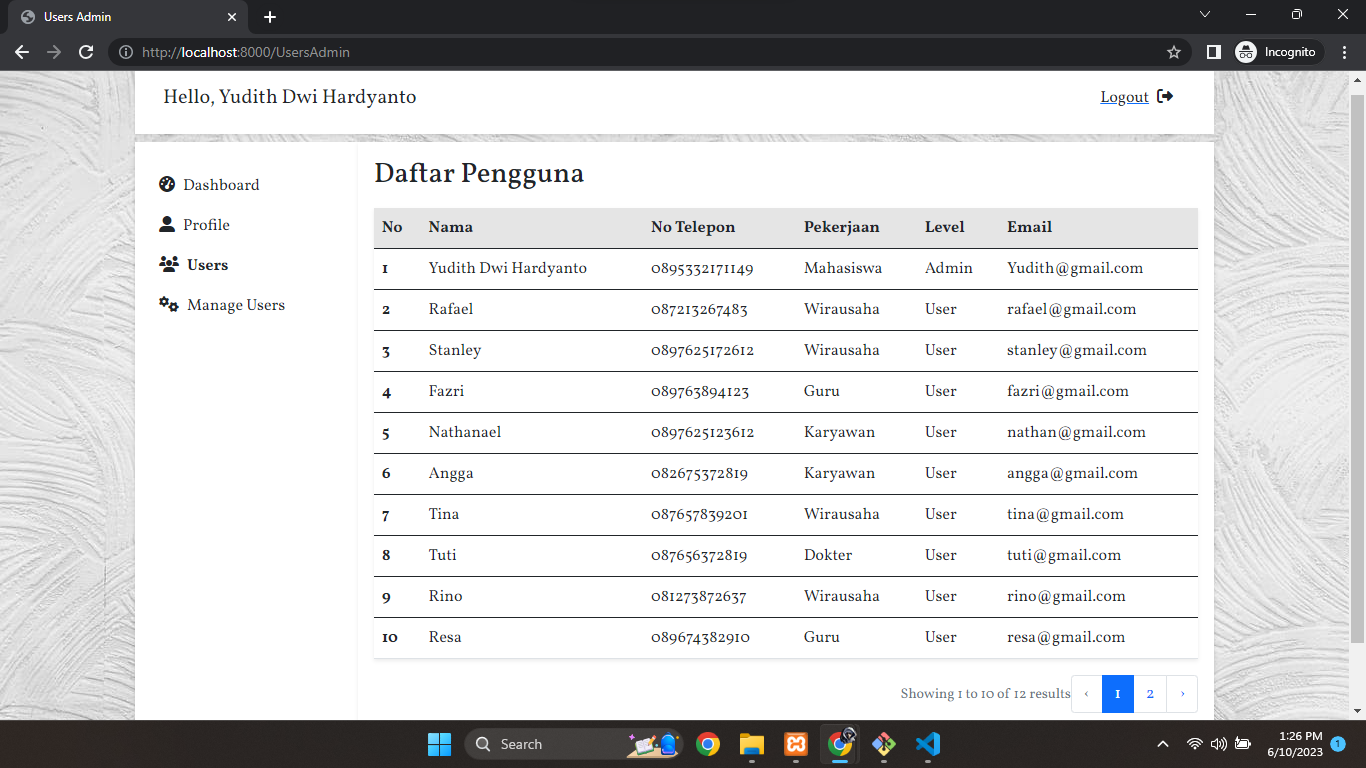 Users Admin
http://localhost:8000/UsersAdmin
Incognito
Hello, Yudith Dwi Hardyanto
Logout
Dashboard
Profile
Users
Manage Users
Daftar Pengguna
No Nama No Telepon Pekerjaan Level Email
1 Yudith Dwi Hardyanto 0895332171149 Mahasiswa Admin Yudith@gmail.com
2 Rafael 087213267483 Wirausaha User rafael@gmail.com
3 Stanley 0897625172612 Wirausaha User stanley@gmail.com
4 Fazri 089763894123 Guru User fazri@gmail.com
5 Nathanael 0897625123612 Karyawan User nathan@gmail.com
6 Angga 082675372819 Karyawan User angga@gmail.com
7 Tina 087657839201 Wirausaha User tina@gmail.com
8 Tuti 087656372819 Dokter User tuti@gmail.com
9 Rino 081273872637 Wirausaha User rino@gmail.com
10 Resa 089674382910 Guru User resa@gmail.com
Showing 1 to 10 of 12 results ‹ 1 2 ›
Search
1:26 PM
6/10/2023
1